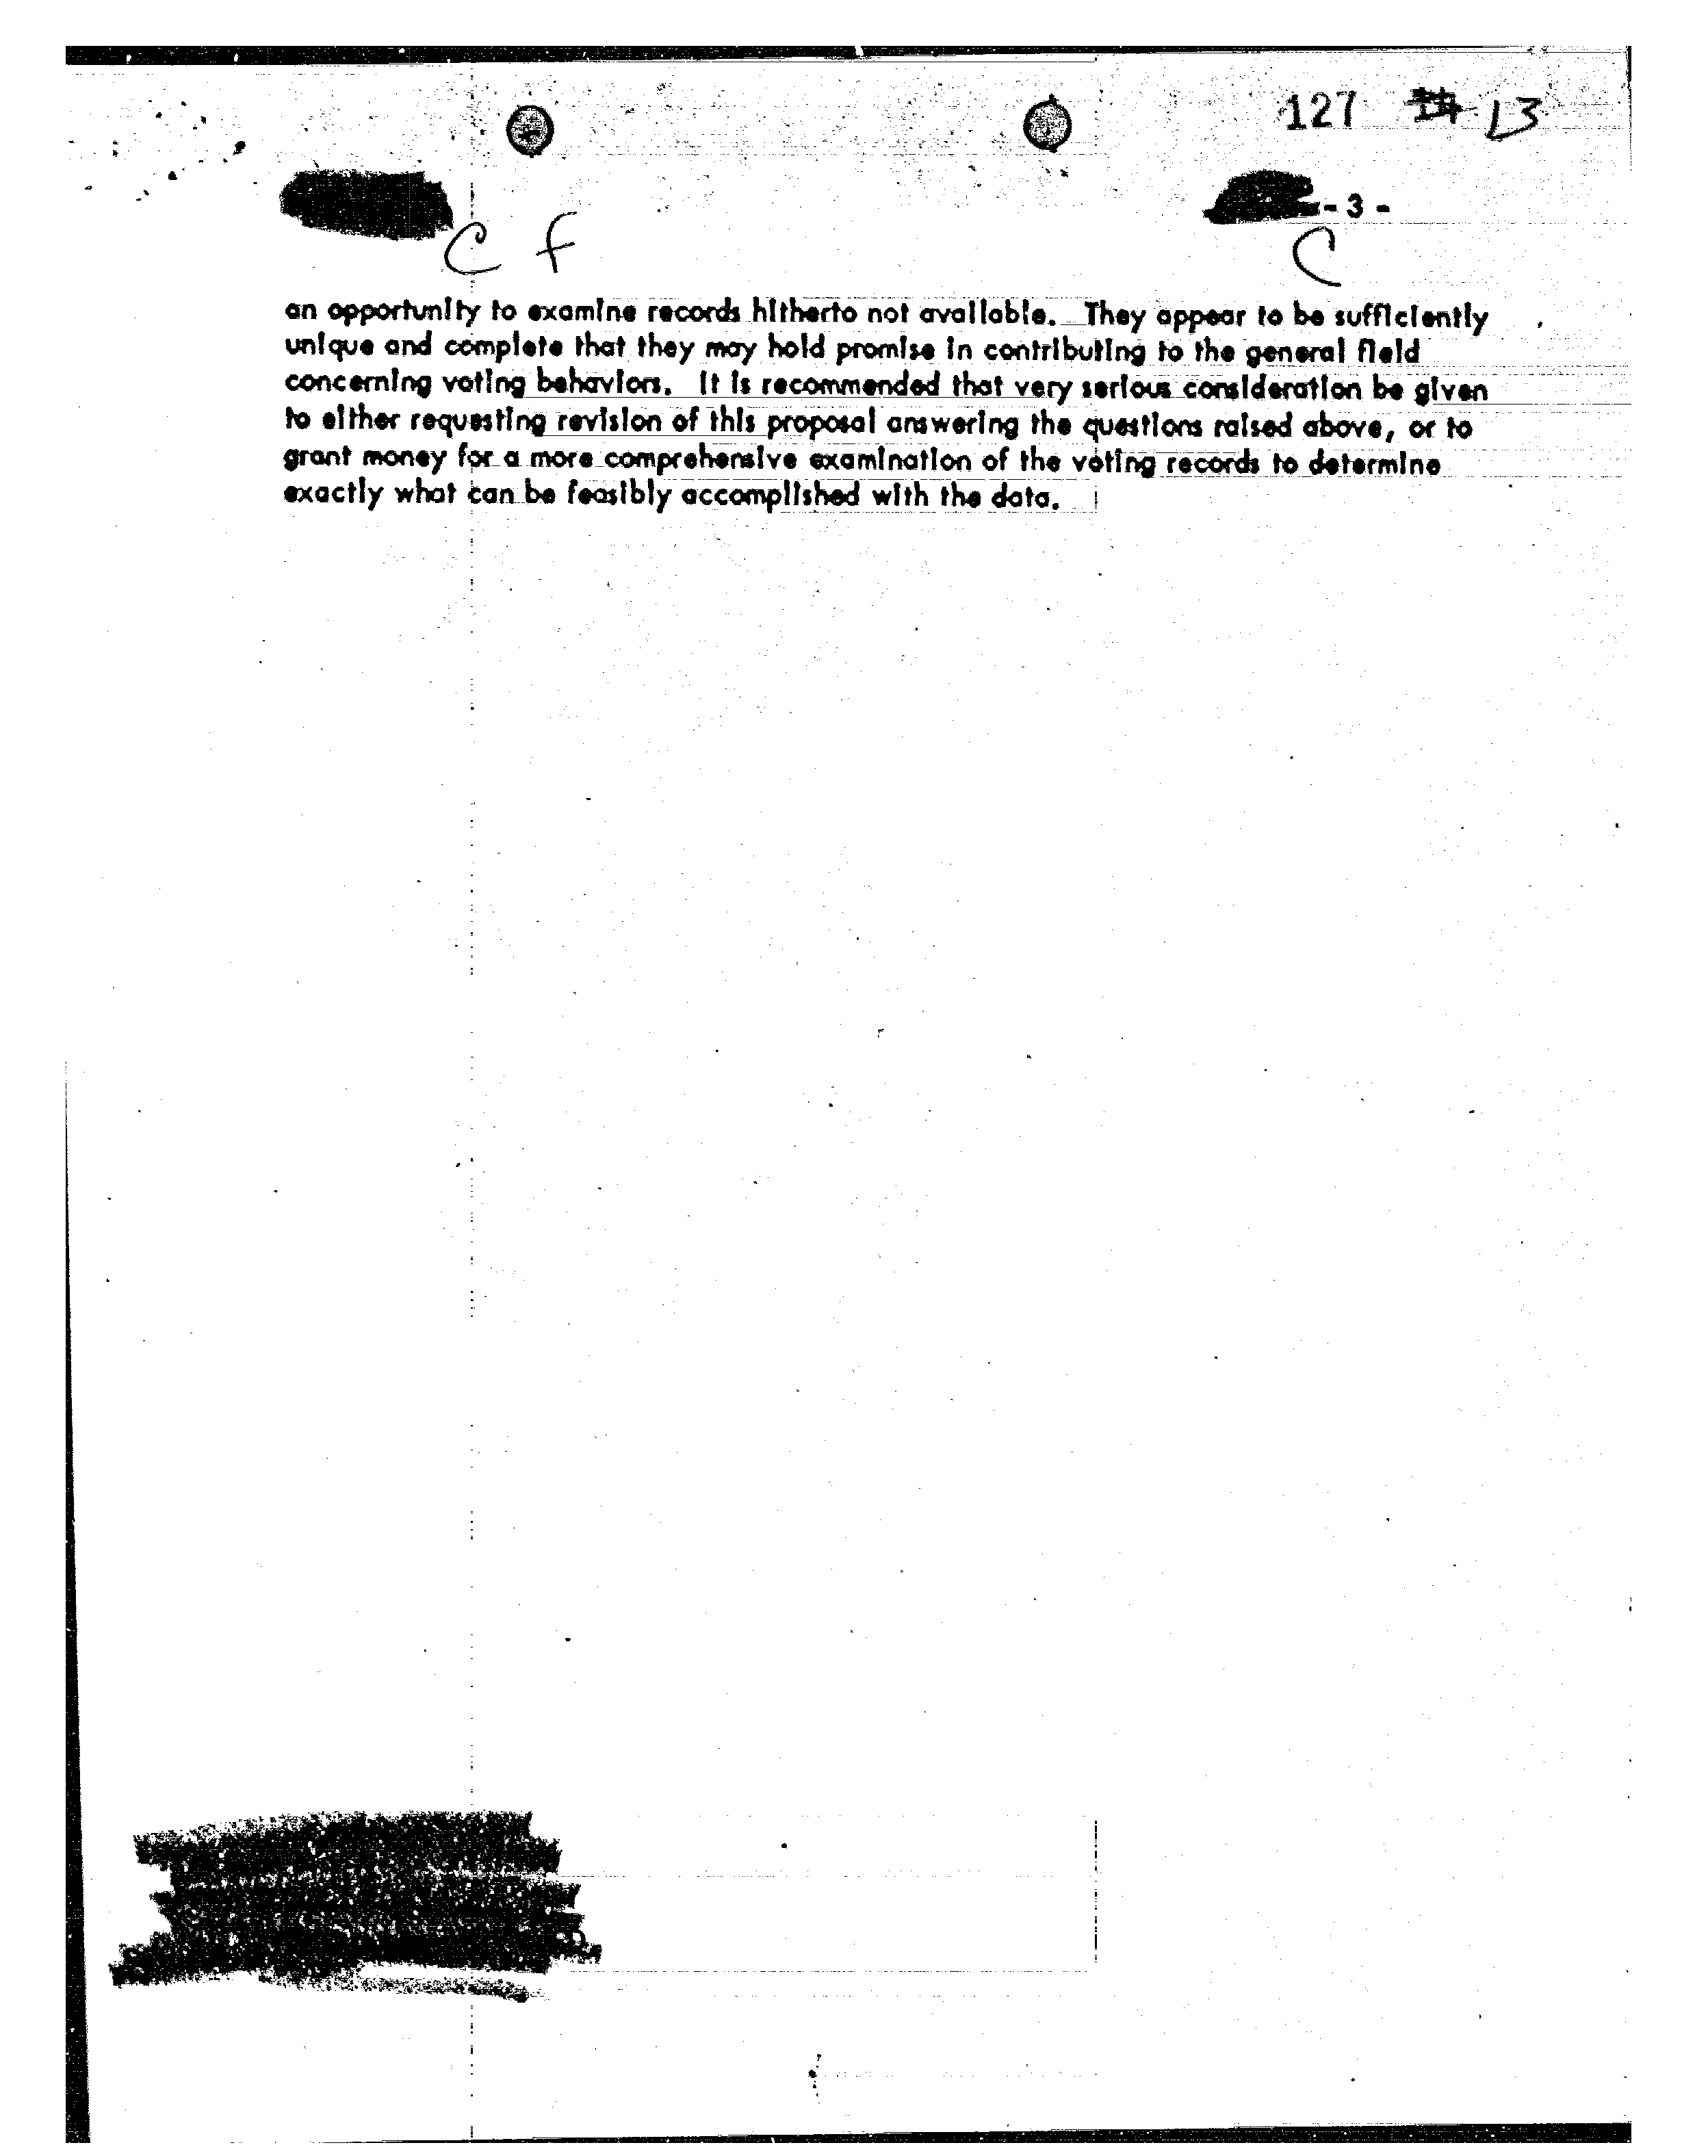 127 13
- 3 -
C f
C
an opportunity to examine records hitherto not available. They appear to be sufficiently
unique and complete that they may hold promise in contributing to the general field
concerning voting behaviors. It is recommended that very serious consideration be given
to either requesting revision of this proposal answering the questions raised above, or to
grant money for a more comprehensive examination of the voting records to determine
exactly what can be feasibly accomplished with the data.